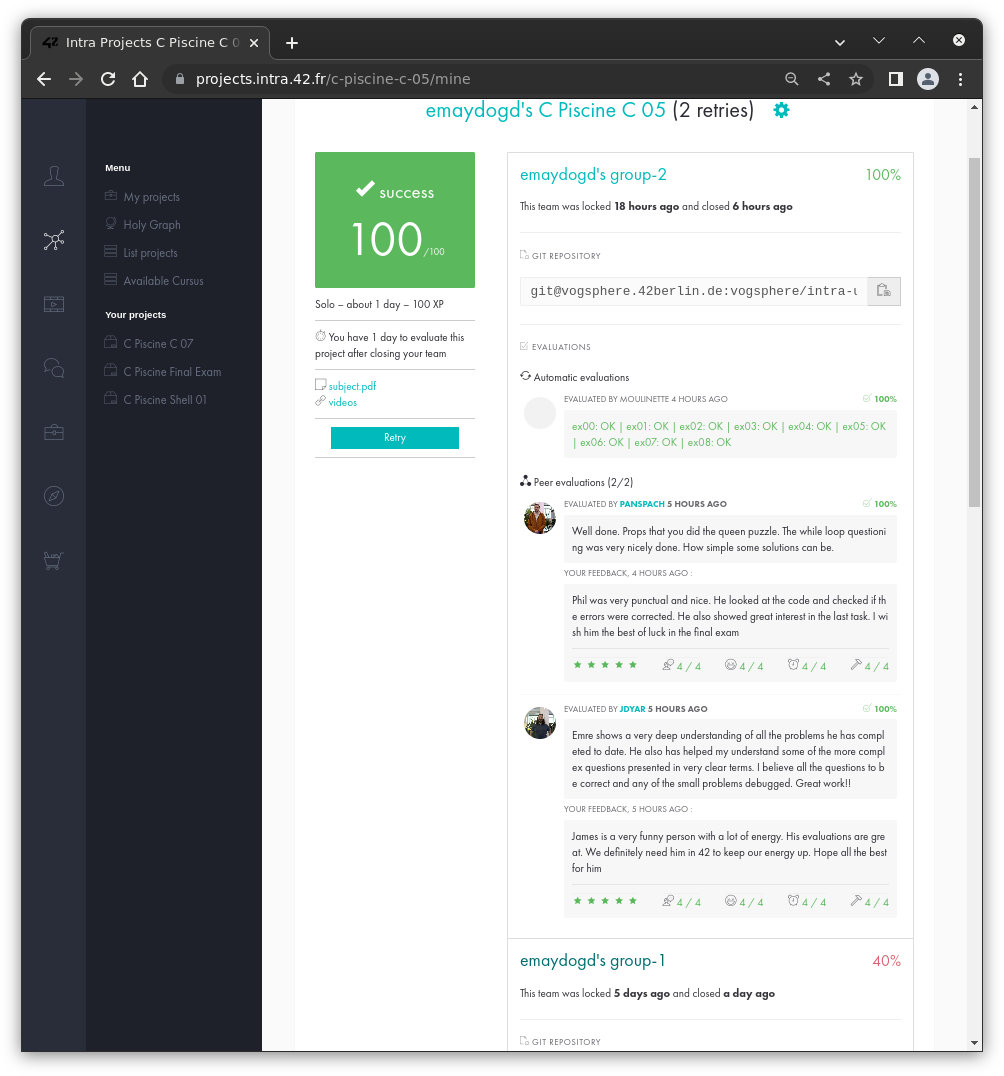 Intra Projects C Piscine C 0
projects.intra.42.fr/c-piscine-c-05/mine
Menu
My projects
Holy Graph
List projects
Available Cursus
Your projects
C Piscine C 07
C Piscine Final Exam
C Piscine Shell 01
emaydogd's C Piscine C 05 (2 retries)
success
100/100
Solo – about 1 day – 100 XP
You have 1 day to evaluate this
project after closing your team
subject.pdf
videos
Retry
emaydogd's group-2 100%
This team was locked 18 hours ago and closed 6 hours ago
GIT REPOSITORY
git@vogsphere.42berlin.de:vogsphere/intra-u
EVALUATIONS
Automatic evaluations
EVALUATED BY MOULINETTE 4 HOURS AGO 100%
ex00: OK | ex01: OK | ex02: OK | ex03: OK | ex04: OK | ex05: OK
| ex06: OK | ex07: OK | ex08: OK
Peer evaluations (2/2)
EVALUATED BY PANSPACH 5 HOURS AGO 100%
Well done. Props that you did the queen puzzle. The while loop questioni
ng was very nicely done. How simple some solutions can be.
YOUR FEEDBACK, 4 HOURS AGO :
Phil was very punctual and nice. He looked at the code and checked if th
e errors were corrected. He also showed great interest in the last task. I wi
sh him the best of luck in the final exam
4 / 4 4 / 4 4 / 4 4 / 4
EVALUATED BY JDYAR 5 HOURS AGO 100%
Emre shows a very deep understanding of all the problems he has compl
eted to date. He also has helped my understand some of the more compl
ex questions presented in very clear terms. I believe all the questions to b
e correct and any of the small problems debugged. Great work!!
YOUR FEEDBACK, 5 HOURS AGO :
James is a very funny person with a lot of energy. His evaluations are gre
at. We definitely need him in 42 to keep our energy up. Hope all the best
for him
4 / 4 4 / 4 4 / 4 4 / 4
emaydogd's group-1 40%
This team was locked 5 days ago and closed a day ago
GIT REPOSITORY